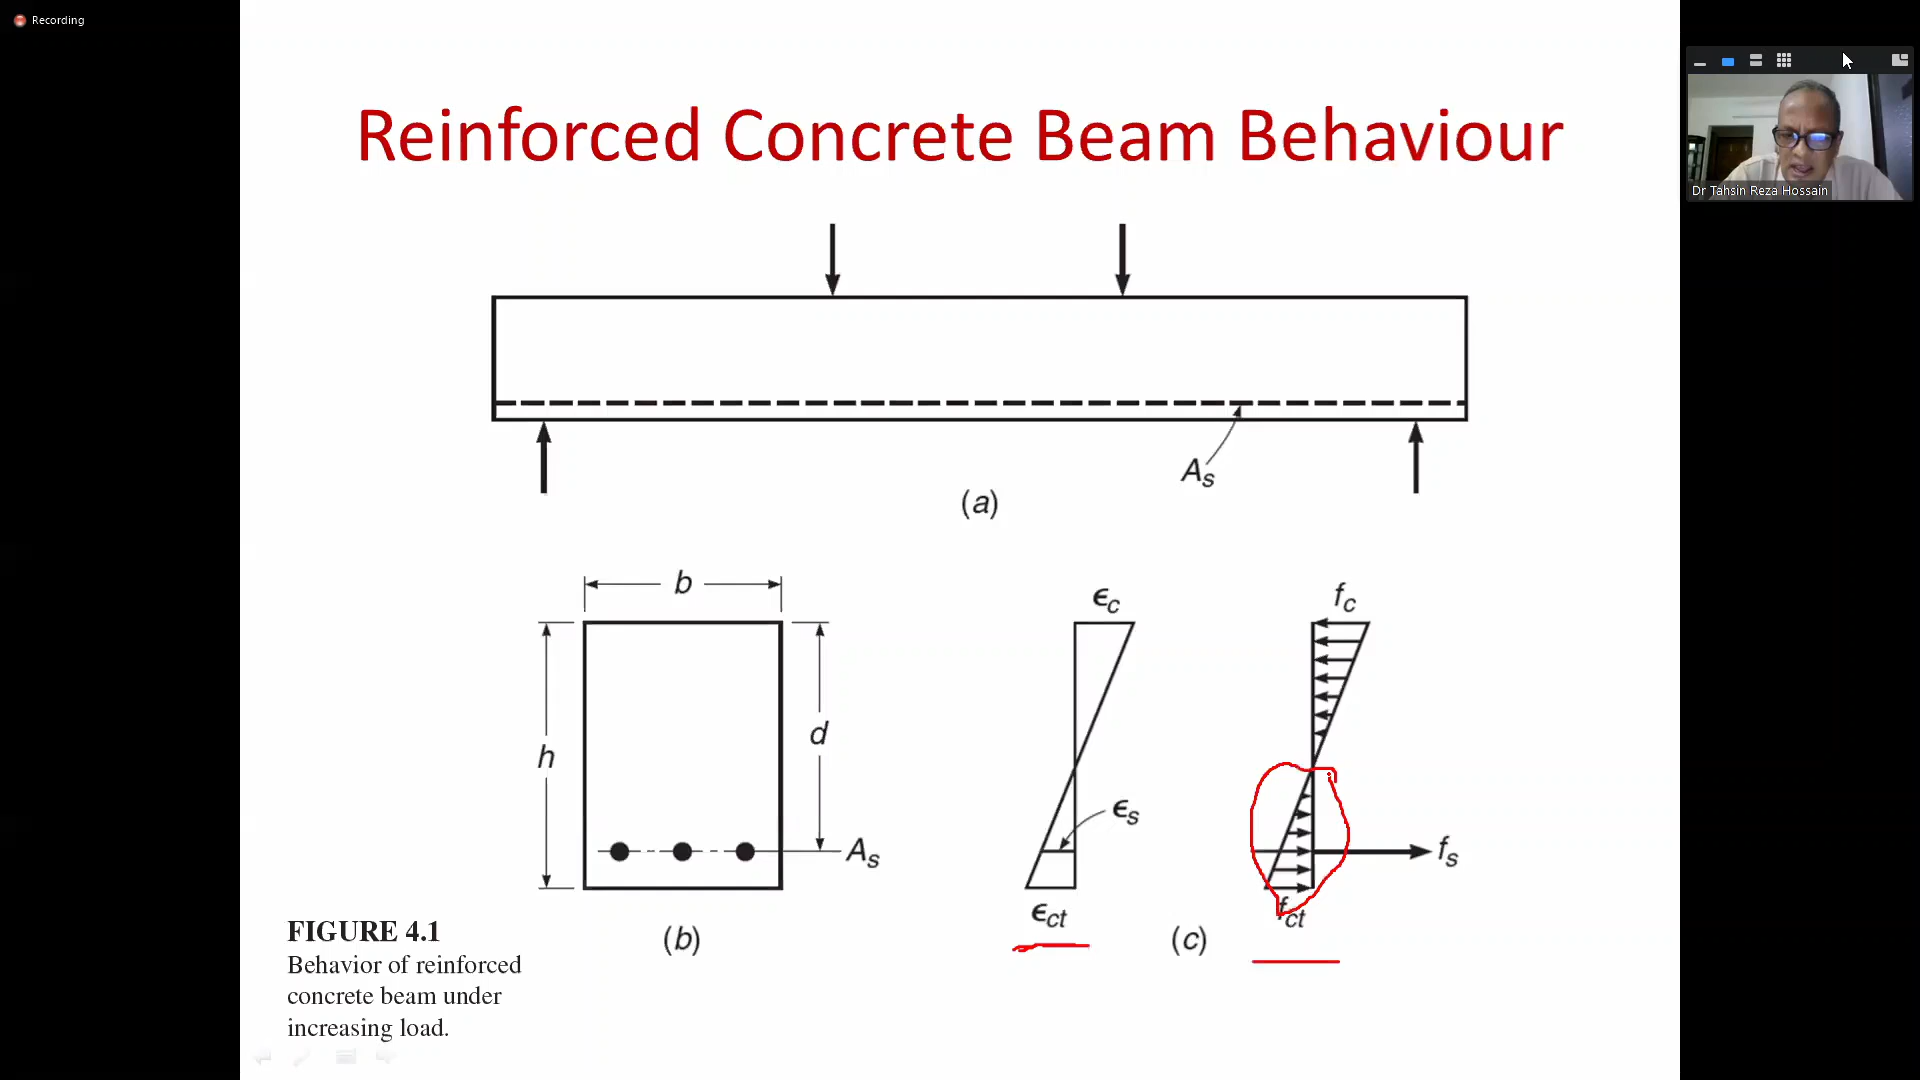 Recording
Reinforced Concrete Beam Behaviour
Dr Tahsin Reza Hossain
As
(a)
b
h
d
As
(b)
ϵc
ϵs
ϵct
(c)
fc
fs
fct
FIGURE 4.1
Behavior of reinforced
concrete beam under
increasing load.